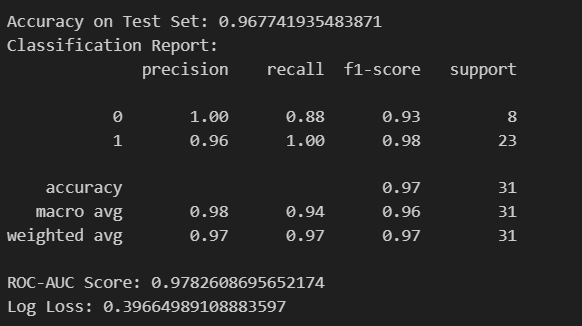 Accuracy on Test Set: 0.967741935483871
Classification Report:
precision recall f1-score support
0 1.00 0.88 0.93 8
1 0.96 1.00 0.98 23
accuracy 0.97 31
macro avg 0.98 0.94 0.96 31
weighted avg 0.97 0.97 0.97 31
ROC-AUC Score: 0.9782608695652174
Log Loss: 0.39664989108883597